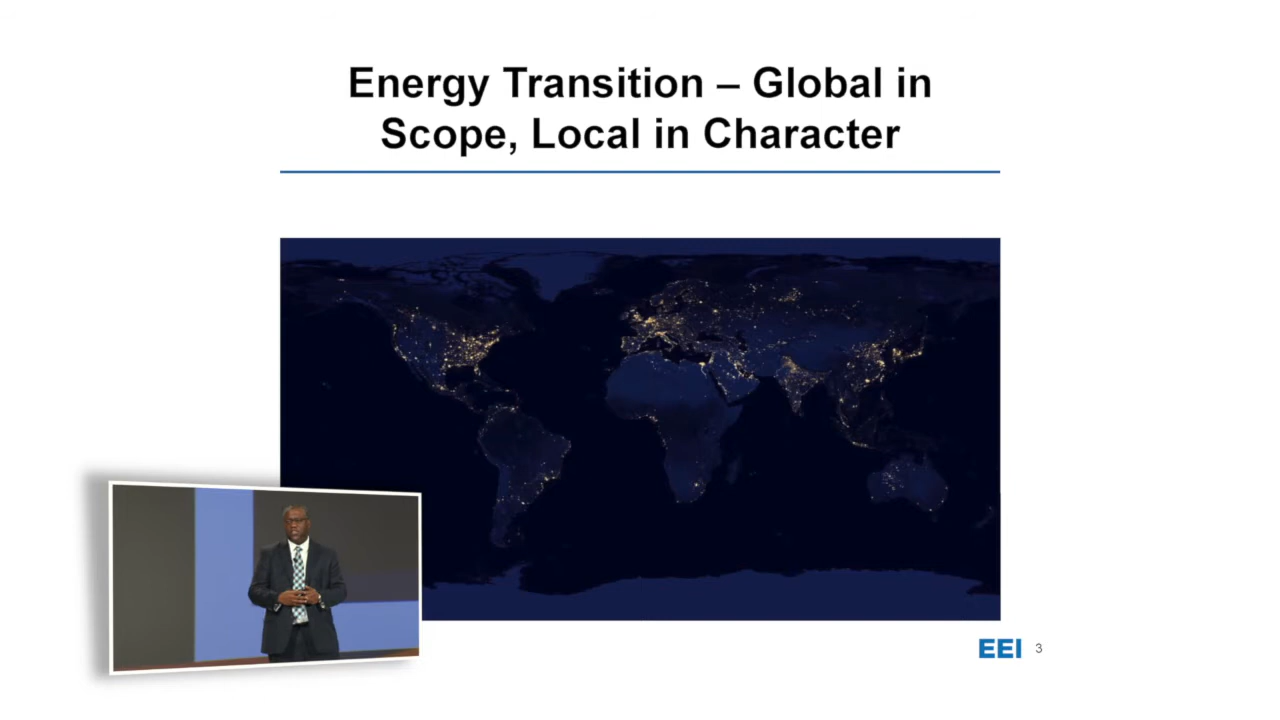 Energy Transition – Global in
Scope, Local in Character
EEI 3